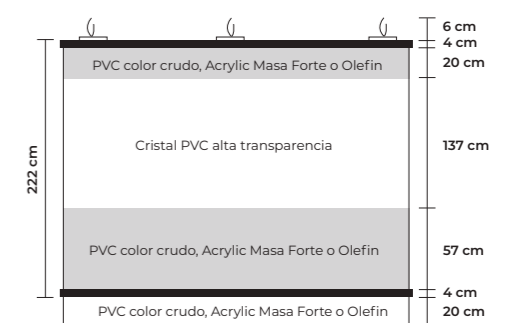 6 cm
4 cm
PVC color crudo, Acrylic Masa Forte o Olefin
20 cm
Cristal PVC alta transparencia
137 cm
222 cm
PVC color crudo, Acrylic Masa Forte o Olefin
57 cm
4 cm
PVC color crudo, Acrylic Masa Forte o Olefin
20 cm